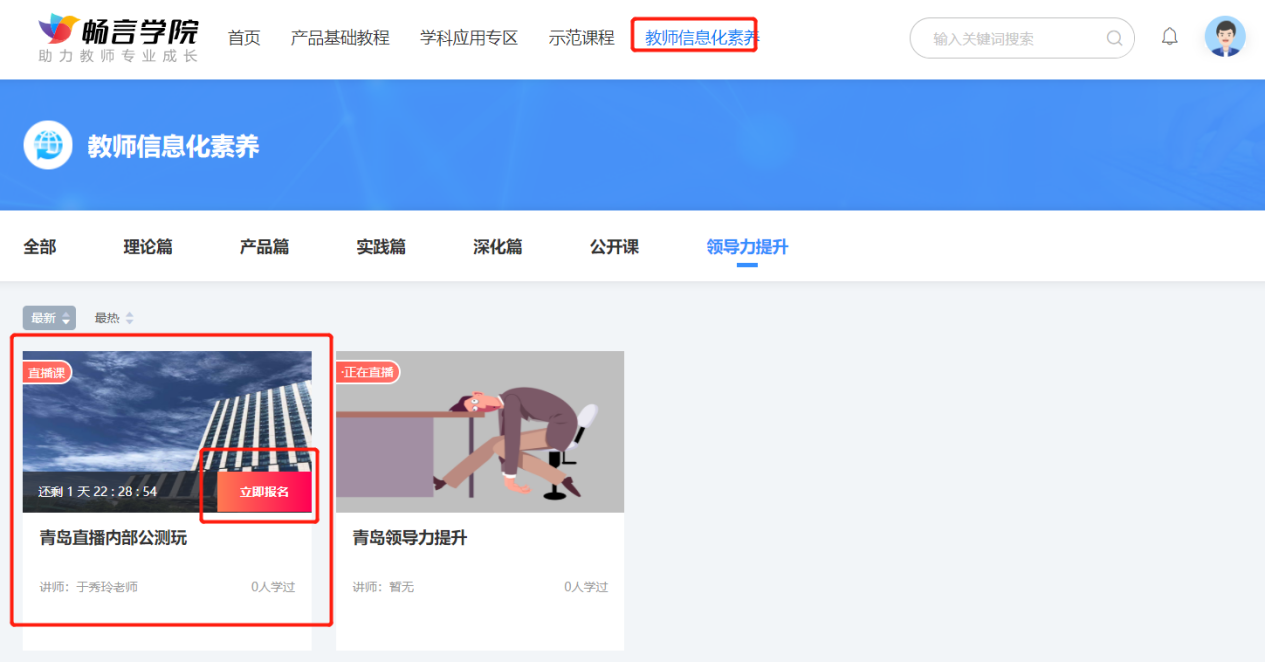 畅言学院
助力教师专业成长
首页 产品基础教程 学科应用专区 示范课程 教师信息化素养
输入关键词搜索
教师信息化素养
全部 理论篇 产品篇 实践篇 深化篇 公开课 领导力提升
最新 最热
直播课
·正在直播
还剩 1 天 22 : 28 : 54 立即报名
青岛直播内部公测玩
青岛领导力提升
讲师：于秀玲老师 0人学过
讲师：暂无 0人学过